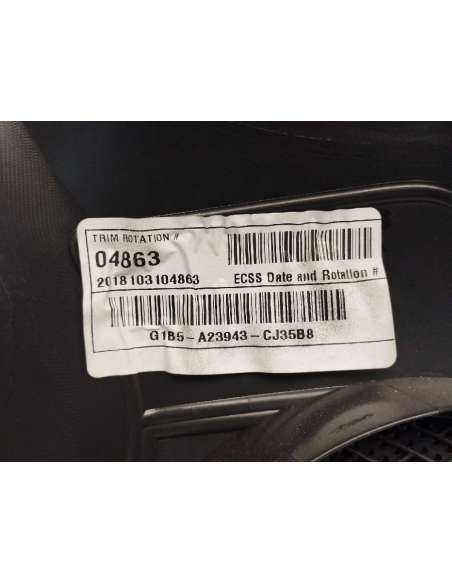 TRIM ROTATION #
04863
2018103104863 ECSS Date and Rotation #
G1B5-A23943-CJ35B8